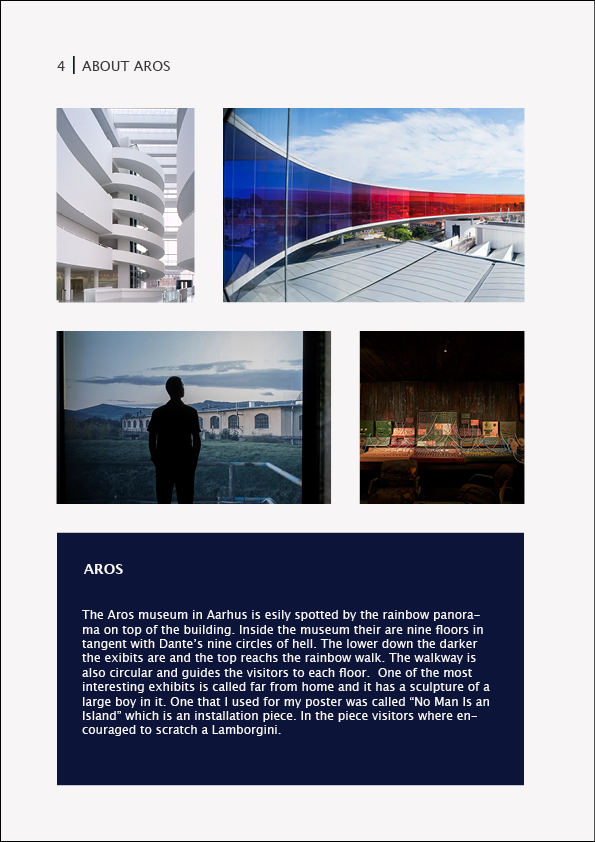 4 | ABOUT AROS
AROS
The Aros museum in Aarhus is esily spotted by the rainbow panora-
ma on top of the building. Inside the museum their are nine floors in
tangent with Dante's nine circles of hell. The lower down the darker
the exibits are and the top reachs the rainbow walk. The walkway is
also circular and guides the visitors to each floor.  One of the most
interesting exhibits is called far from home and it has a sculpture of a
large boy in it. One that I used for my poster was called “No Man Is an
Island” which is an installation piece. In the piece visitors where en-
couraged to scratch a Lamborgini.